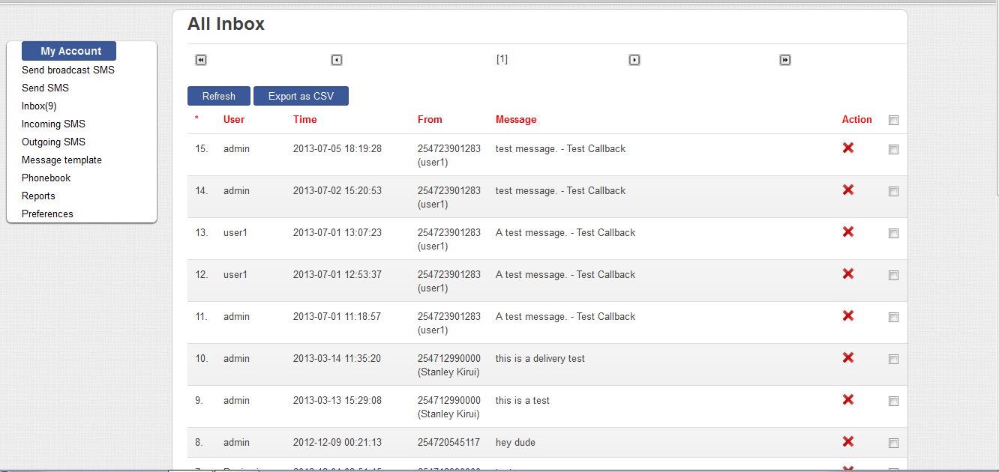 All Inbox
[1]
My Account
Send broadcast SMS
Send SMS
Inbox(9)
Incoming SMS
Outgoing SMS
Message template
Phonebook
Reports
Preferences
Refresh Export as CSV
* User Time From Message Action
15. admin 2013-07-05 18:19:28 254723901283 test message. - Test Callback
(user1)
14. admin 2013-07-02 15:20:53 254723901283 test message. - Test Callback
(user1)
13. user1 2013-07-01 13:07:23 254723901283 A test message. - Test Callback
(user1)
12. user1 2013-07-01 12:53:37 254723901283 A test message. - Test Callback
(user1)
11. admin 2013-07-01 11:18:57 254723901283 A test message. - Test Callback
(user1)
10. admin 2013-03-14 11:35:20 254712990000 this is a delivery test
(Stanley Kirui)
9. admin 2013-03-13 15:29:08 254712990000 this is a test
(Stanley Kirui)
8. admin 2012-12-09 00:21:13 254720545117 hey dude